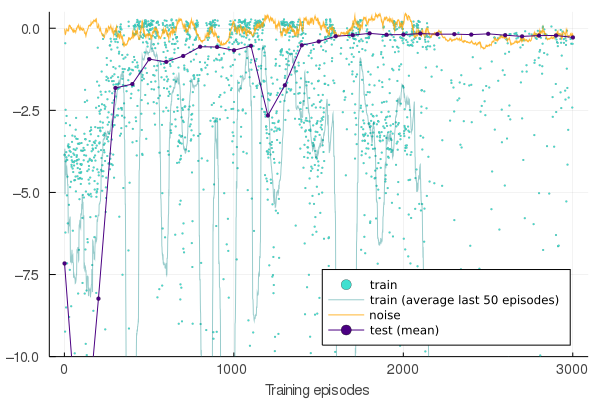 0.0
−2.5
−5.0
−7.5
−10.0
train
train (average last 50 episodes)
noise
test (mean)
0 1000 2000 3000
Training episodes